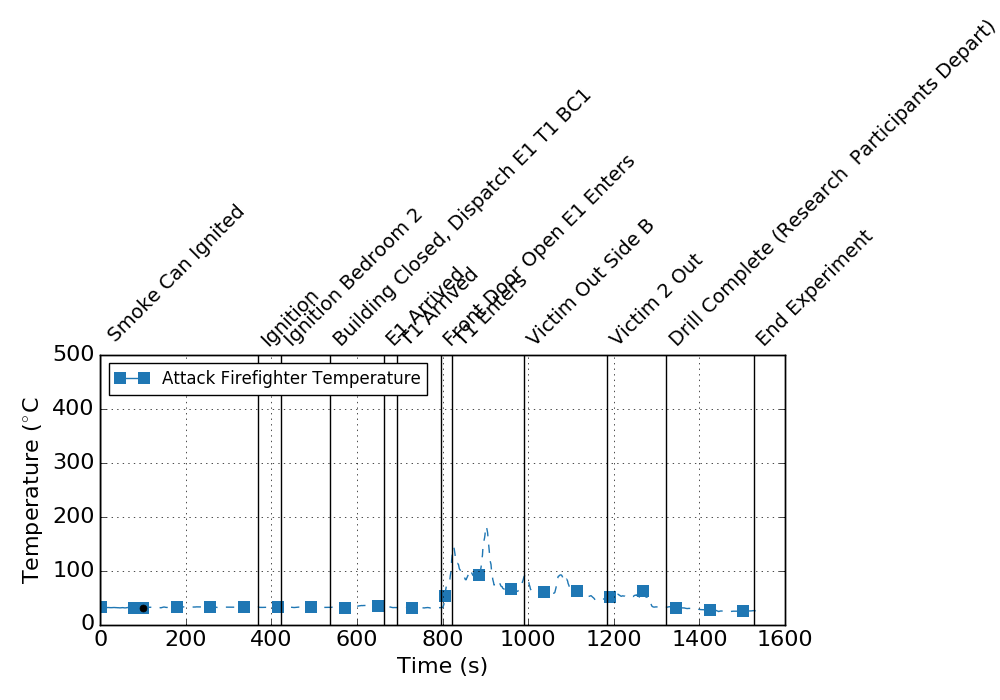 Smoke Can Ignited
Ignition
Ignition Bedroom 2
Building Closed, Dispatch E1 T1 BC1
E1 Arrived
T1 Arrived
Front Door Open E1 Enters
T1 Enters
Victim Out Side B
Victim 2 Out
Drill Complete (Research  Participants Depart)
End Experiment
Attack Firefighter Temperature
Temperature (°C
500
400
300
200
100
0
0 200 400 600 800 1000 1200 1400 1600
Time (s)